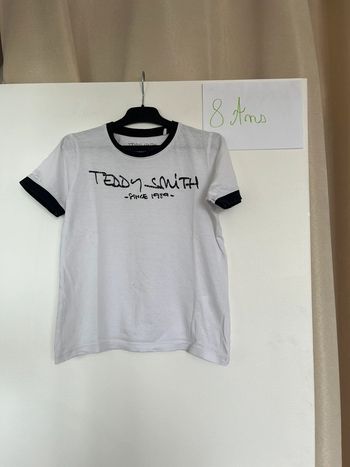 8 Ans
TEDDY SMITH
- SINCE 1989 -